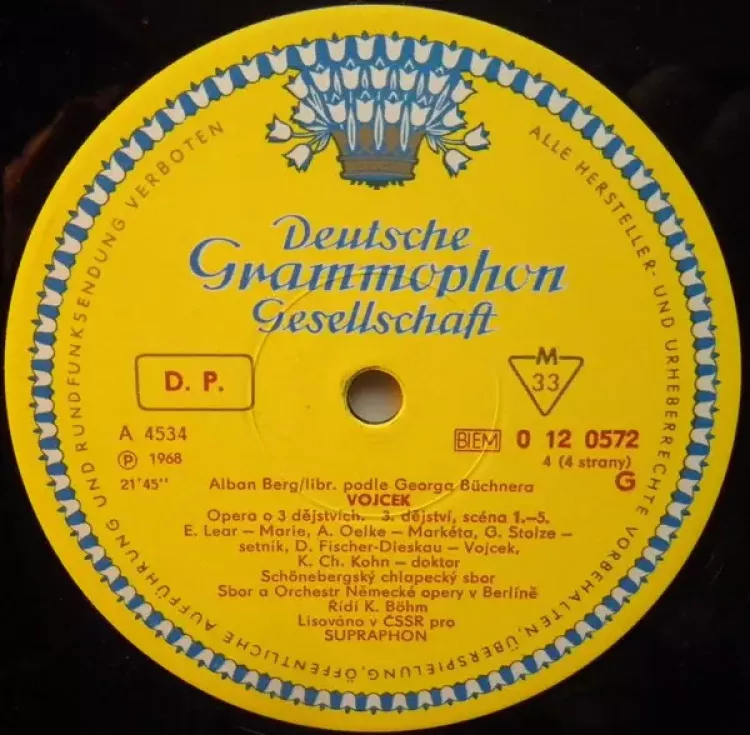 Deutsche
Grammophon
Gesellschaft
D. P.
M
33
A 4534
BIEM 0 12 0572
Ⓟ 1968
4 (4 strany)
21'45''
G
Alban Berg/libr. podle Georga Büchnera
VOJCEK
Opera o 3 dějstvích. 3. dějství, scéna 1.–5.
E. Lear – Marie, A. Oelke – Markéta, G. Stolze –
setník, D. Fischer-Dieskau – Vojcek,
K. Ch. Kohn – doktor
Schönebergský chlapecký sbor
Sbor a Orchestr Německé opery v Berlíně
Řídí K. Böhm
Lisováno v ČSSR pro
SUPRAPHON
ALLE HERSTELLER- UND URHEBERRECHTE VORBEHALTEN, ÜBERSPIELUNG, ÖFFENTLICHE AUFFÜHRUNG UND RUNDFUNKSENDUNG VERBOTEN